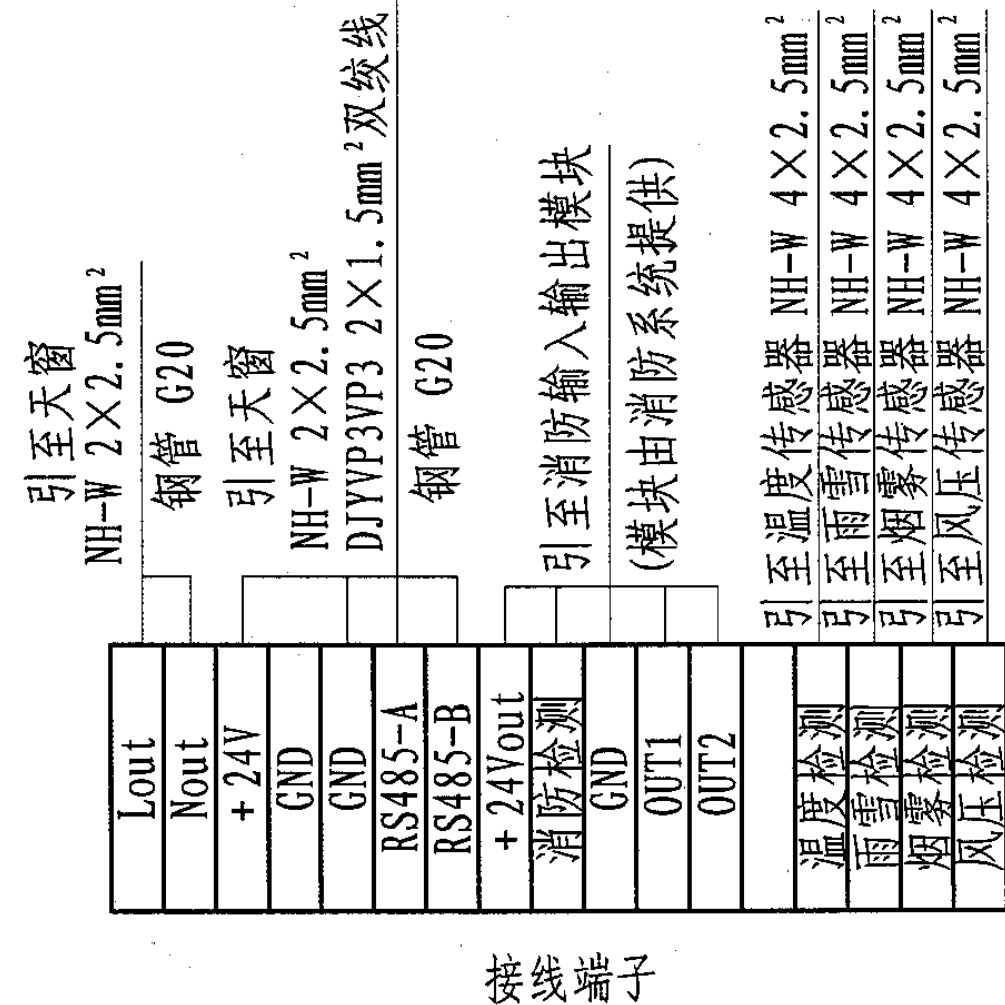 引至天窗
NH-W 2×2.5mm²
钢管 G20
引至天窗
NH-W 2×2.5mm²
DJYVP3VP3 2×1.5mm²双绞线
钢管 G20
引至消防输入输出模块
(模块由消防系统提供)
引至温度传感器 NH-W 4×2.5mm²
引至雨雪传感器 NH-W 4×2.5mm²
引至烟雾传感器 NH-W 4×2.5mm²
引至风压传感器 NH-W 4×2.5mm²
Lout
Nout
+24V
GND
GND
RS485-A
RS485-B
+24Vout
消防检测
GND
OUT1
OUT2
温度检测
雨雪检测
烟雾检测
风压检测
接线端子